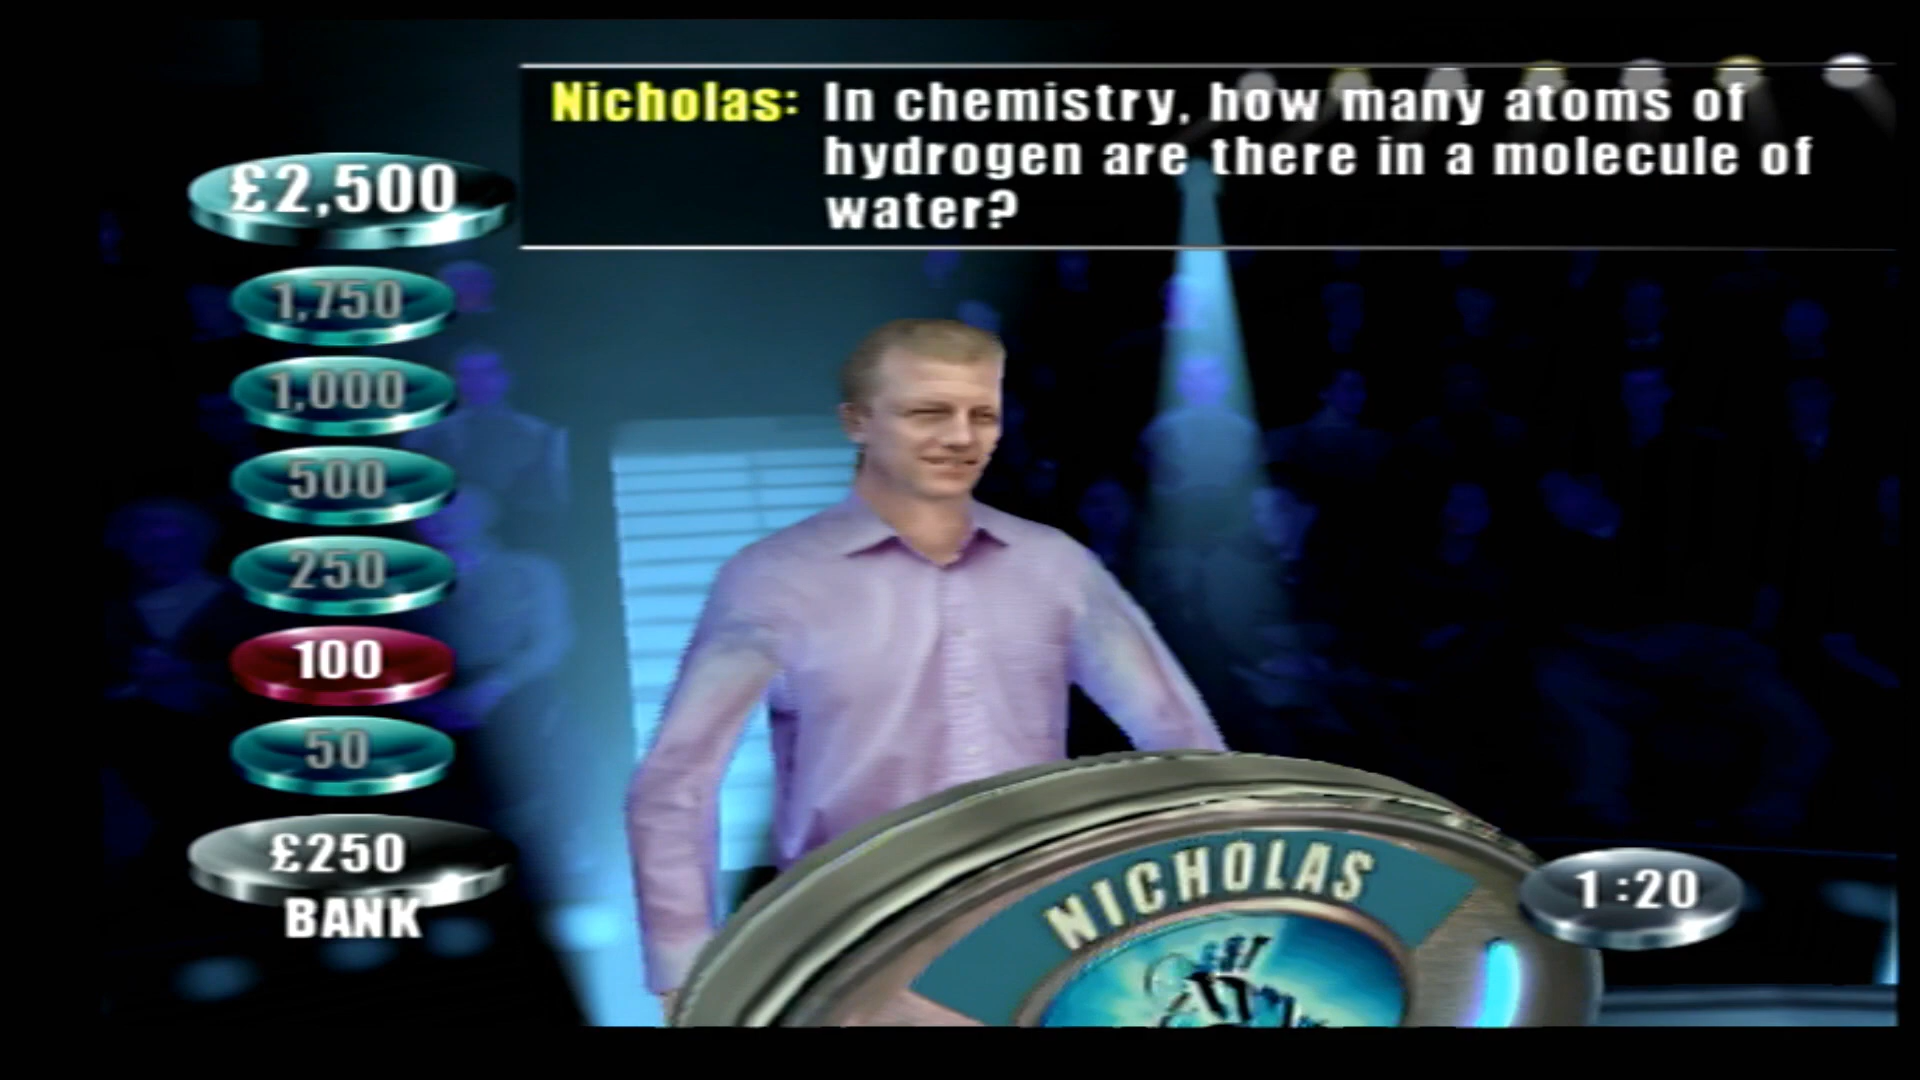 Nicholas: In chemistry, how many atoms of
hydrogen are there in a molecule of
water?
£2,500
1,750
1,000
500
250
100
50
£250
BANK
NICHOLAS
1:20